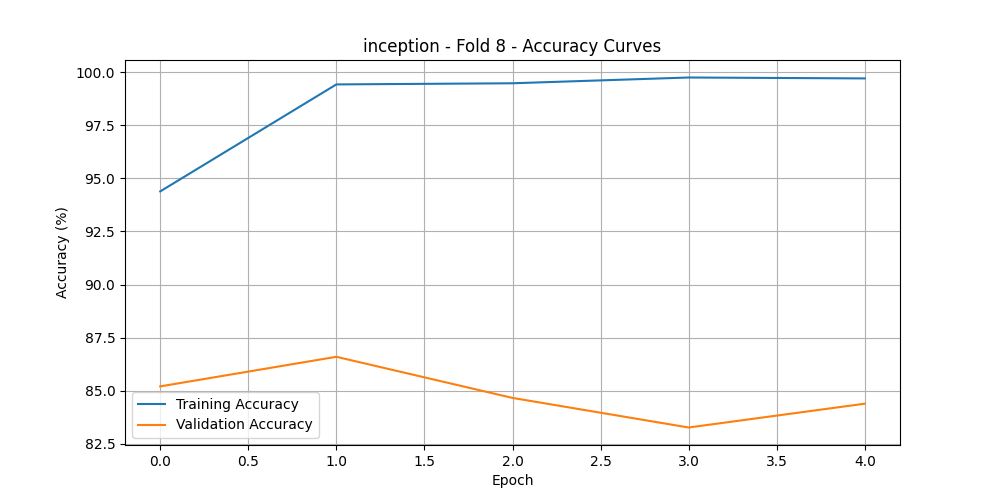 inception - Fold 8 - Accuracy Curves
100.0
97.5
95.0
92.5
90.0
87.5
85.0
82.5
Accuracy (%)
Training Accuracy
Validation Accuracy
0.0 0.5 1.0 1.5 2.0 2.5 3.0 3.5 4.0
Epoch